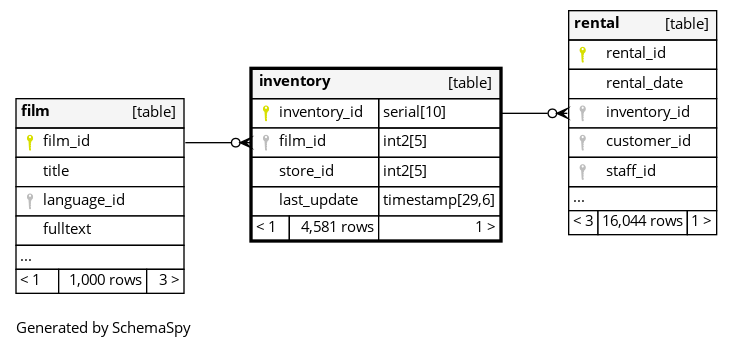 film [table]
film_id
title
language_id
fulltext
...
< 1 1,000 rows 3 >
inventory [table]
inventory_id serial[10]
film_id int2[5]
store_id int2[5]
last_update timestamp[29,6]
< 1 4,581 rows 1 >
rental [table]
rental_id
rental_date
inventory_id
customer_id
staff_id
...
< 3 16,044 rows 1 >
Generated by SchemaSpy